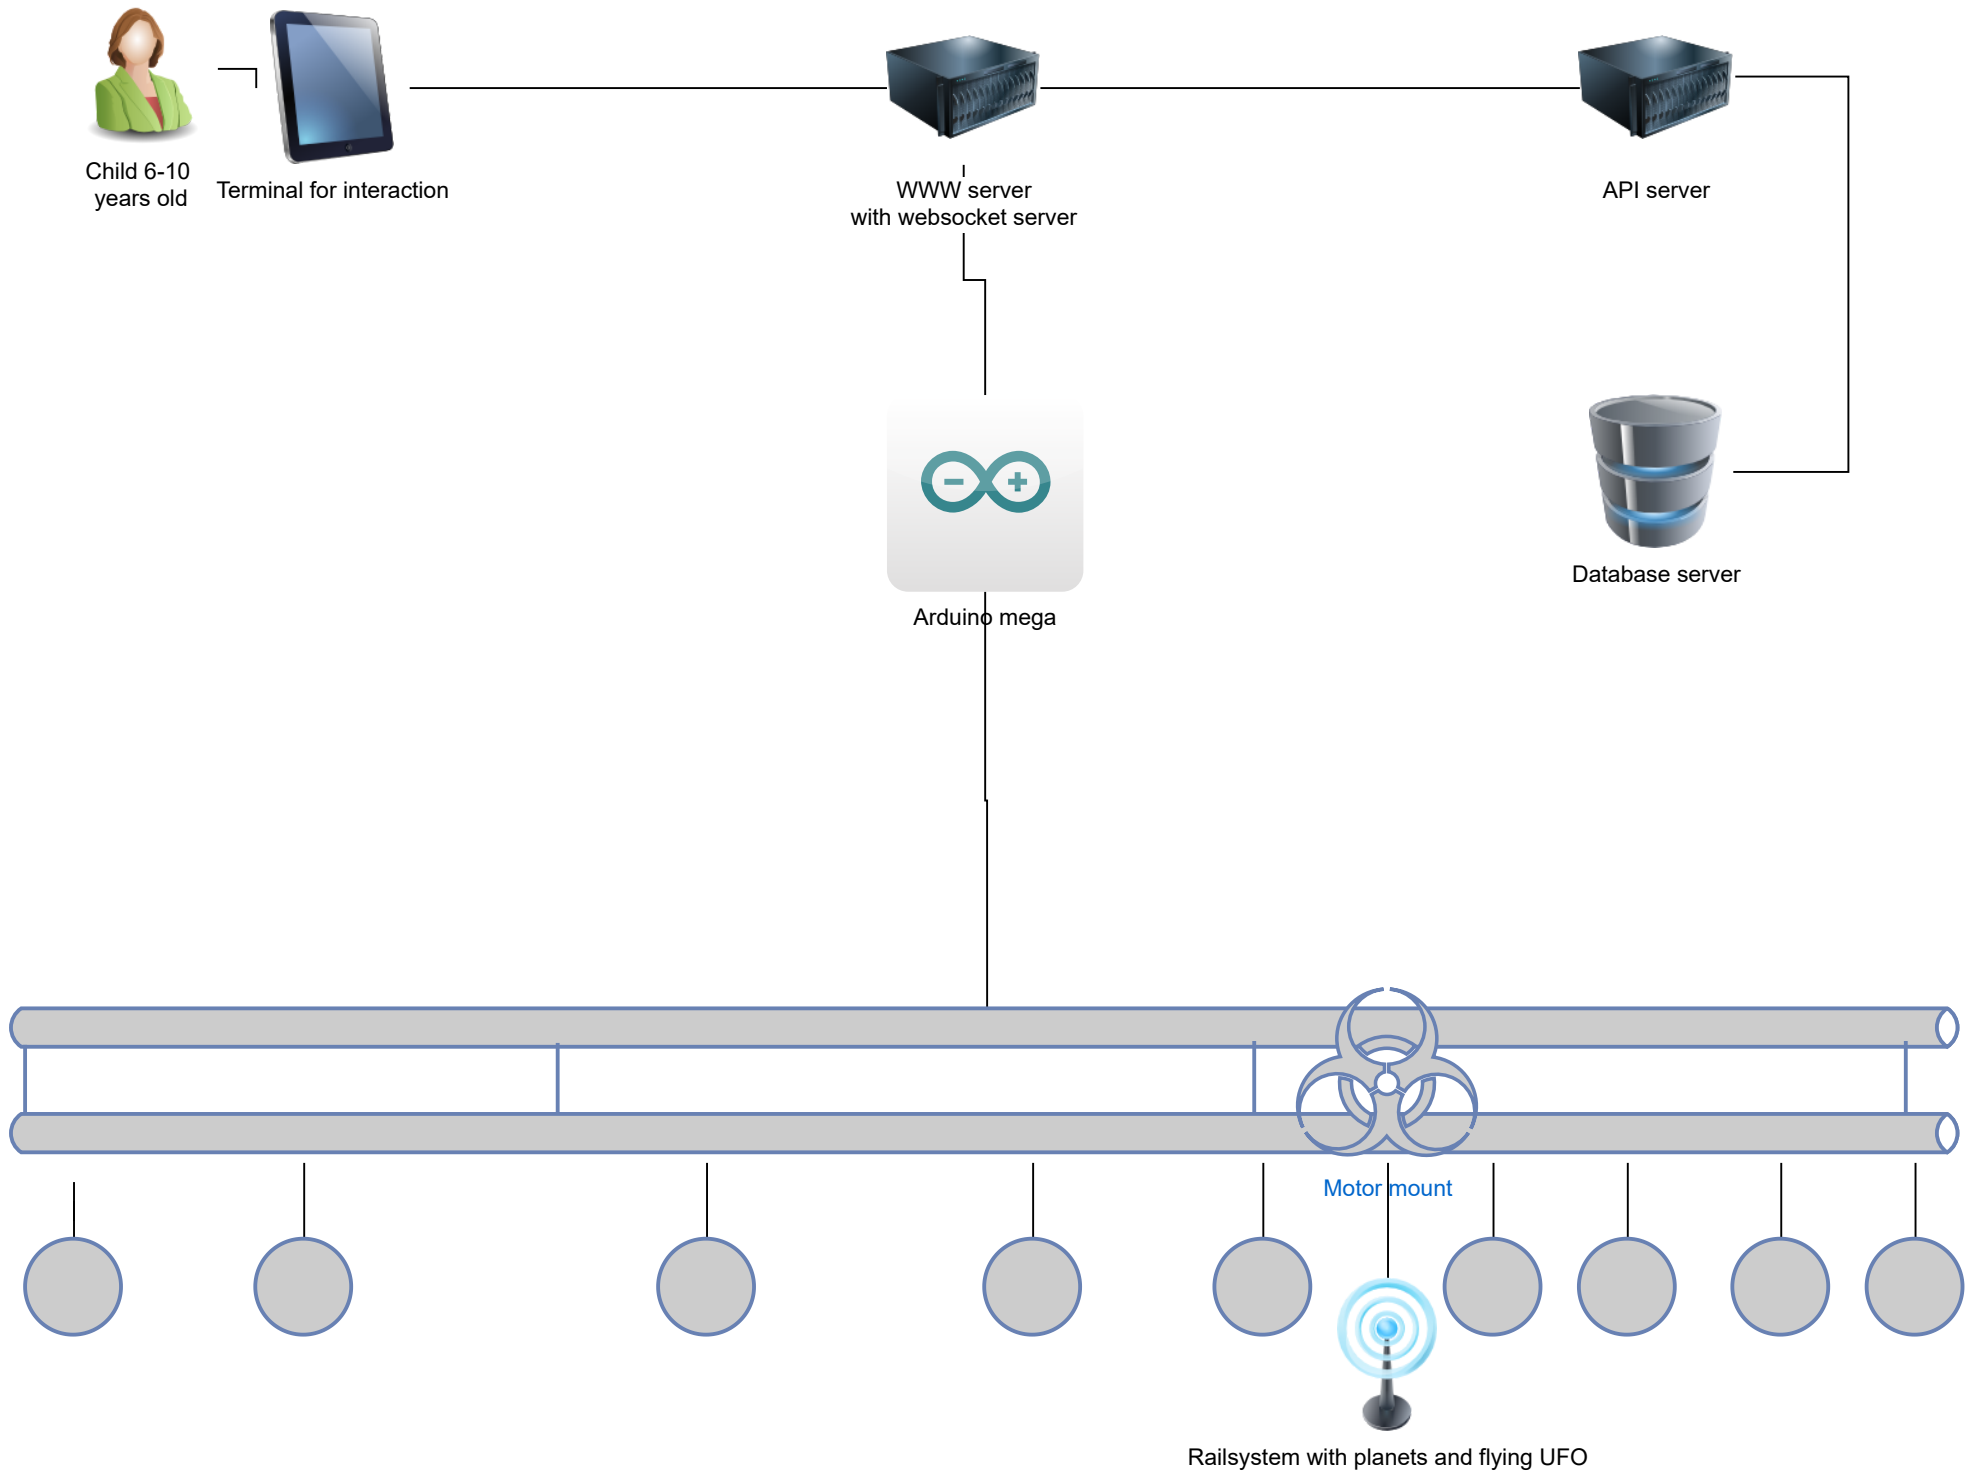 Child 6-10
years old
Terminal for interaction
WWW server
with websocket server
API server
Database server
Arduino mega
Motor mount
Railsystem with planets and flying UFO